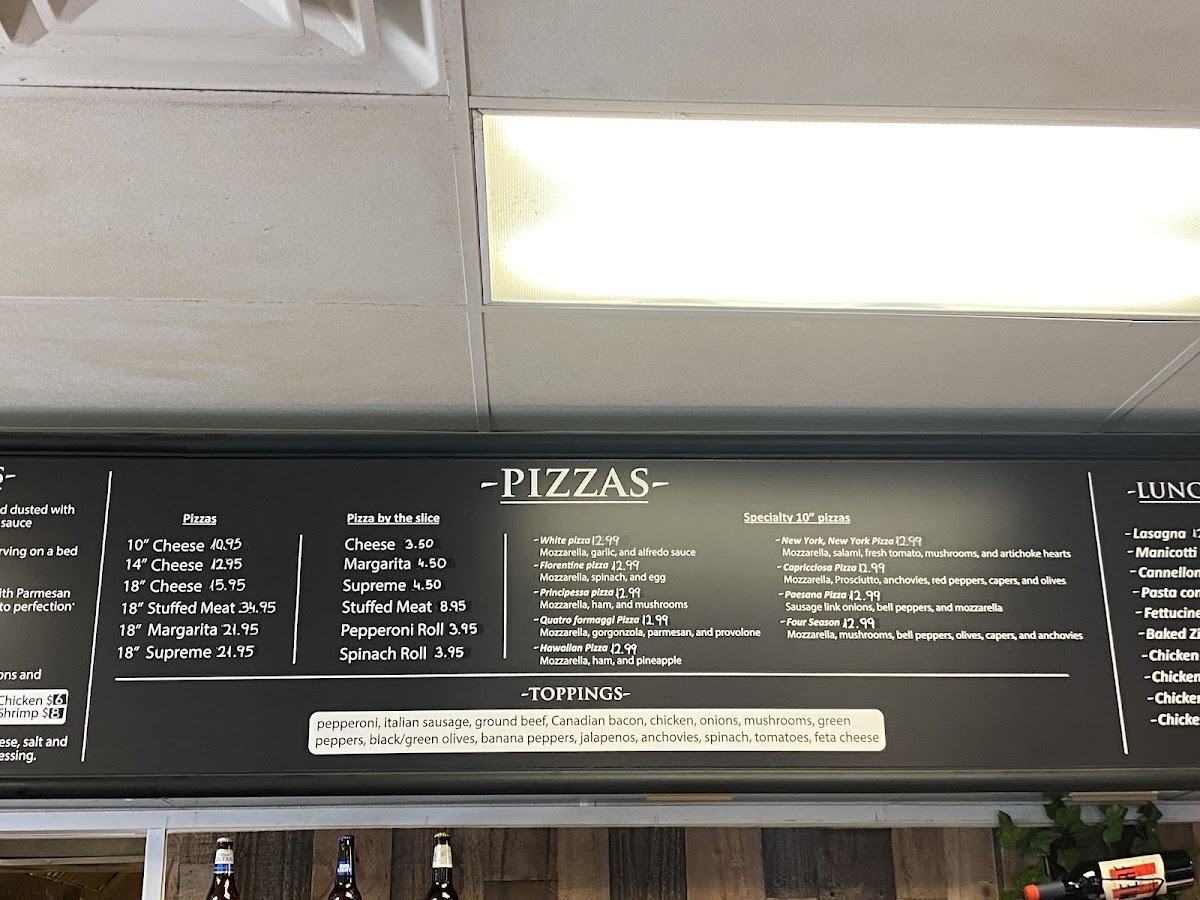 S-
d dusted with
sauce
rving on a bed
ith Parmesan
to perfection
ons and
Chicken $6
Shrimp $8
ese, salt and
essing.
-PIZZAS-
Pizzas
10" Cheese 10.95
14" Cheese 12.95
18" Cheese 15.95
18" Stuffed Meat 34.95
18" Margarita 21.95
18" Supreme 21.95
Pizza by the slice
Cheese 3.50
Margarita 4.50
Supreme 4.50
Stuffed Meat 8.95
Pepperoni Roll 3.95
Spinach Roll 3.95
Specialty 10" pizzas
- White pizza 12.99
Mozzarella, garlic, and alfredo sauce
- Florentine pizza 12.99
Mozzarella, spinach, and egg
- Principessa pizza 12.99
Mozzarella, ham, and mushrooms
- Quatro formaggi Pizza 12.99
Mozzarella, gorgonzola, parmesan, and provolone
- Hawaiian Pizza 12.99
Mozzarella, ham, and pineapple
- New York, New York Pizza 12.99
Mozzarella, salami, fresh tomato, mushrooms, and artichoke hearts
- Capricciosa Pizza 12.99
Mozzarella, Prosciutto, anchovies, red peppers, capers, and olives
- Paesana Pizza 12.99
Sausage link onions, bell peppers, and mozzarella
- Four Season 12.99
Mozzarella, mushrooms, bell peppers, olives, capers, and anchovies
-TOPPINGS-
pepperoni, italian sausage, ground beef, Canadian bacon, chicken, onions, mushrooms, green
peppers, black/green olives, banana peppers, jalapenos, anchovies, spinach, tomatoes, feta cheese
-LUNC
- Lasagna
- Manicotti
- Cannellon
- Pasta con
- Fettucine
- Baked Zi
- Chicken
- Chicken
- Chicke
- Chicke
ULTRA